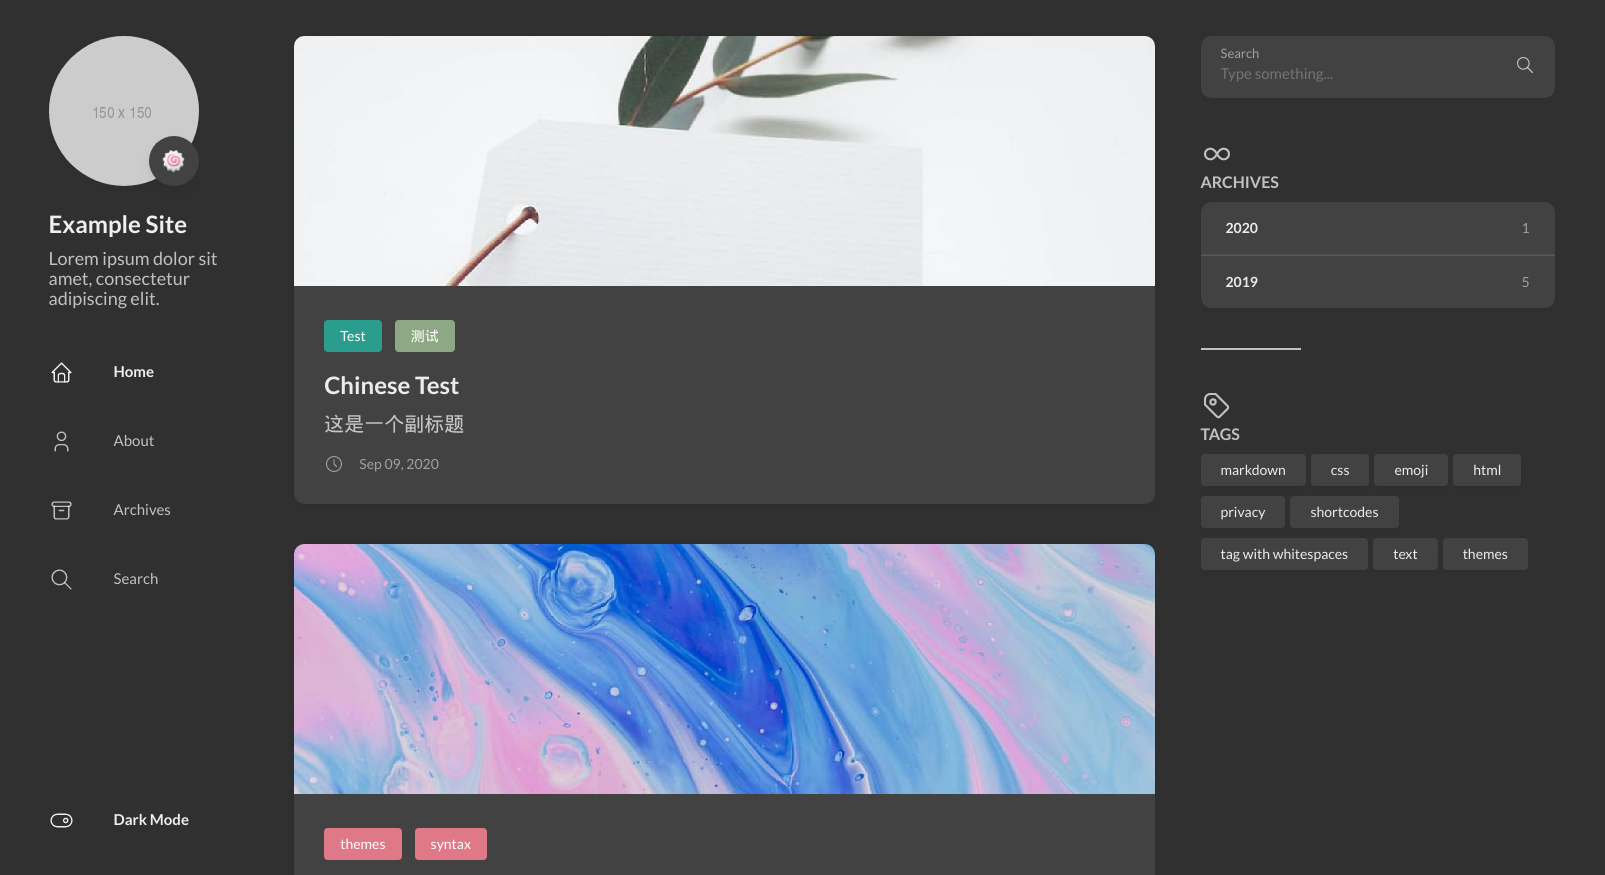 150 x 150
Example Site
Lorem ipsum dolor sit
amet, consectetur
adipiscing elit.
Home
About
Archives
Search
Dark Mode
Test
测试
Chinese Test
这是一个副标题
Sep 09, 2020
themes
syntax
Search
Type something...
ARCHIVES
2020 1
2019 5
TAGS
markdown css emoji html
privacy shortcodes
tag with whitespaces text themes